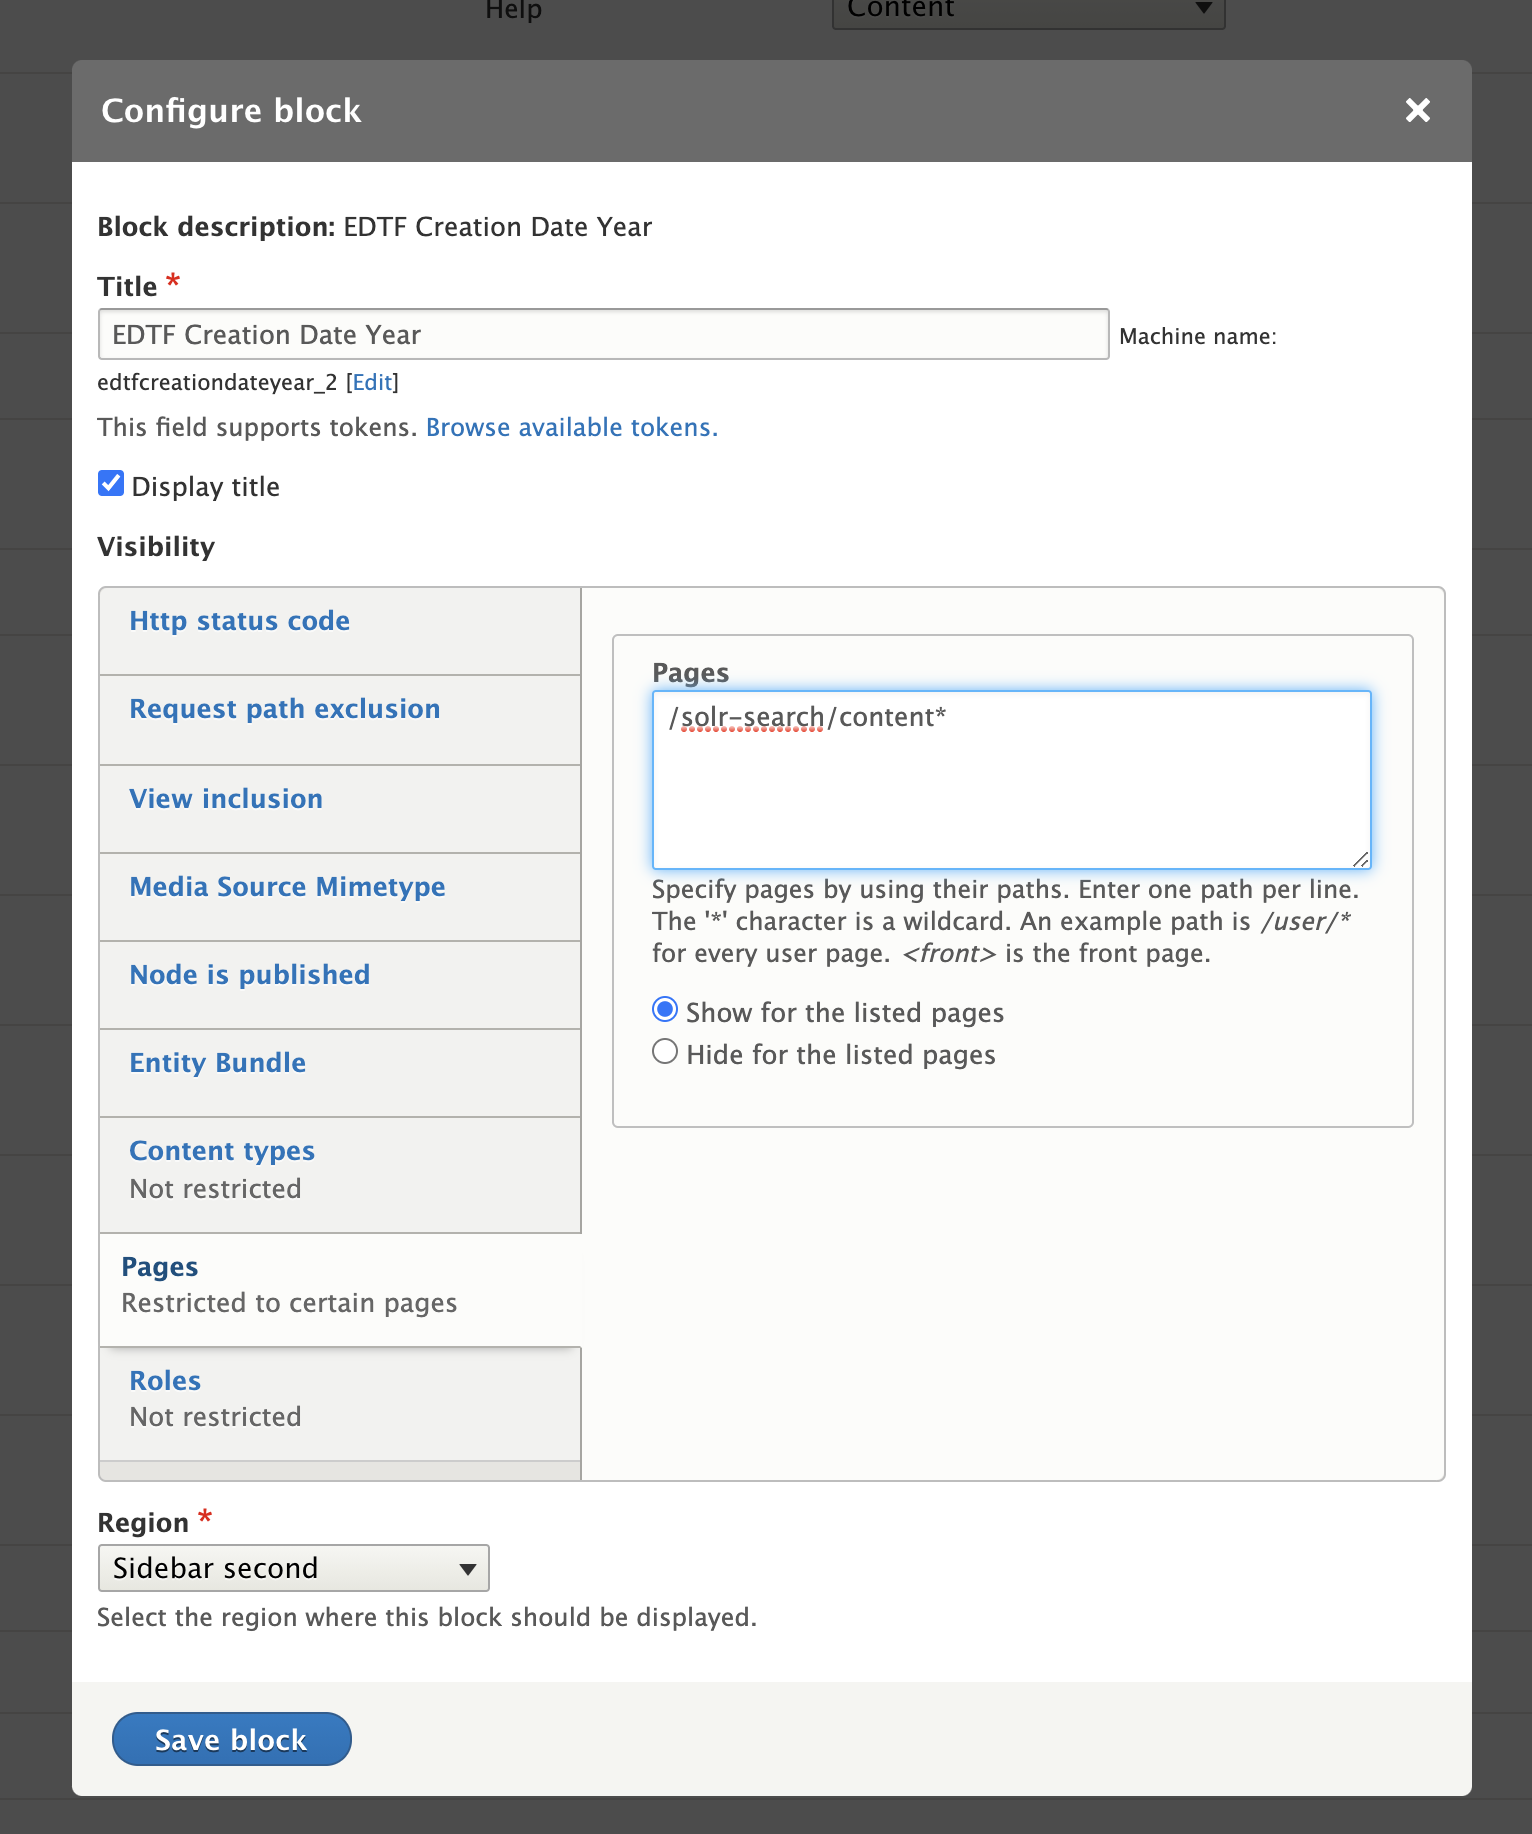 Help
Content
Configure block
Block description: EDTF Creation Date Year
Title *
EDTF Creation Date Year
Machine name:
edtfcreationdateyear_2 [Edit]
This field supports tokens. Browse available tokens.
Display title
Visibility
Http status code
Request path exclusion
View inclusion
Media Source Mimetype
Node is published
Entity Bundle
Content types
Not restricted
Pages
Restricted to certain pages
Roles
Not restricted
Pages
/solr-search/content*
Specify pages by using their paths. Enter one path per line.
The '*' character is a wildcard. An example path is /user/*
for every user page. <front> is the front page.
Show for the listed pages
Hide for the listed pages
Region *
Sidebar second
Select the region where this block should be displayed.
Save block